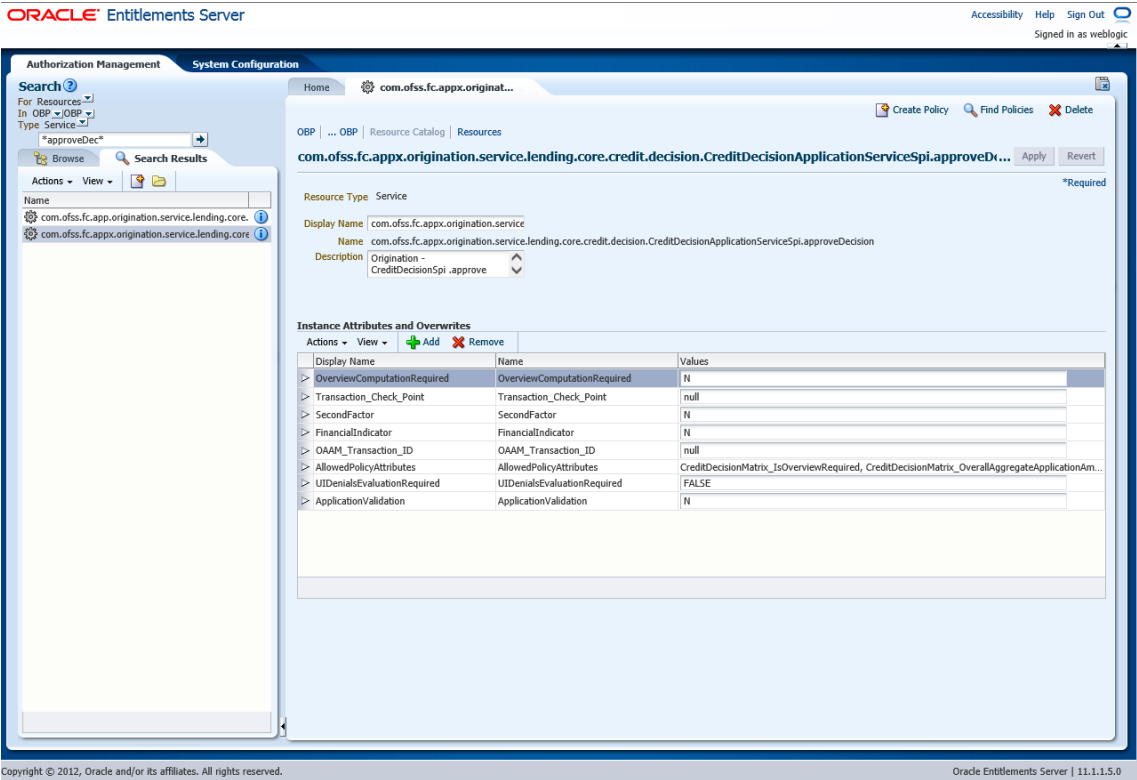 ORACLE Entitlements Server
Accessibility Help Sign Out
Signed in as weblogic
Authorization Management System Configuration
Search
For Resources
In OBP OBP
Type Service
*approveDec*
Browse Search Results
Actions View
Name
com.ofss.fc.app.origination.service.lending.core.
com.ofss.fc.appx.origination.service.lending.core
Home com.ofss.fc.appx.originat...
Create Policy Find Policies Delete
OBP ... OBP Resource Catalog Resources
com.ofss.fc.appx.origination.service.lending.core.credit.decision.CreditDecisionApplicationServiceSpi.approveD(... Apply Revert
*Required
Resource Type Service
Display Name com.ofss.fc.appx.origination.service
Name com.ofss.fc.appx.origination.service.lending.core.credit.decision.CreditDecisionApplicationServiceSpi.approveDecision
Description Origination -
CreditDecisionSpi .approve
Instance Attributes and Overwrites
Actions View Add Remove
Display Name Name Values
OverviewComputationRequired OverviewComputationRequired N
Transaction_Check_Point Transaction_Check_Point null
SecondFactor SecondFactor N
FinancialIndicator FinancialIndicator N
OAAM_Transaction_ID OAAM_Transaction_ID null
AllowedPolicyAttributes AllowedPolicyAttributes CreditDecisionMatrix_IsOverviewRequired, CreditDecisionMatrix_OverallAggregateApplicationAm...
UIDenialsEvaluationRequired UIDenialsEvaluationRequired FALSE
ApplicationValidation ApplicationValidation N
Copyright © 2012, Oracle and/or its affiliates. All rights reserved.
Oracle Entitlements Server | 11.1.1.5.0